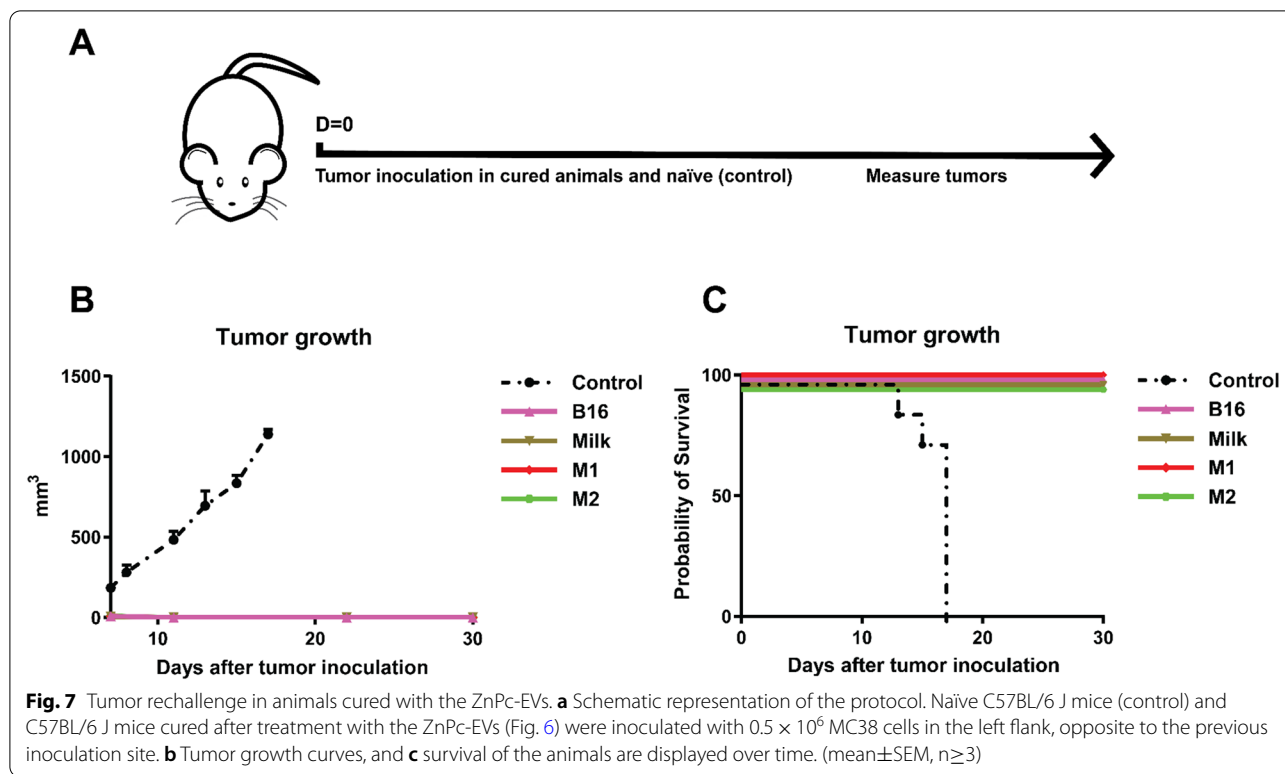 A
D=0
Tumor inoculation in cured animals and naïve (control)
Measure tumors
B
Tumor growth
mm³
1500
1000
500
0
10
20
30
Days after tumor inoculation
Control
B16
Milk
M1
M2
C
Tumor growth
Probability of Survival
100
50
0
0
10
20
30
Days after tumor inoculation
Control
B16
Milk
M1
M2
Fig. 7 Tumor rechallenge in animals cured with the ZnPc-EVs. a Schematic representation of the protocol. Naïve C57BL/6 J mice (control) and
C57BL/6 J mice cured after treatment with the ZnPc-EVs (Fig. 6) were inoculated with 0.5 × 10⁶ MC38 cells in the left flank, opposite to the previous
inoculation site. b Tumor growth curves, and c survival of the animals are displayed over time. (mean±SEM, n≥3)